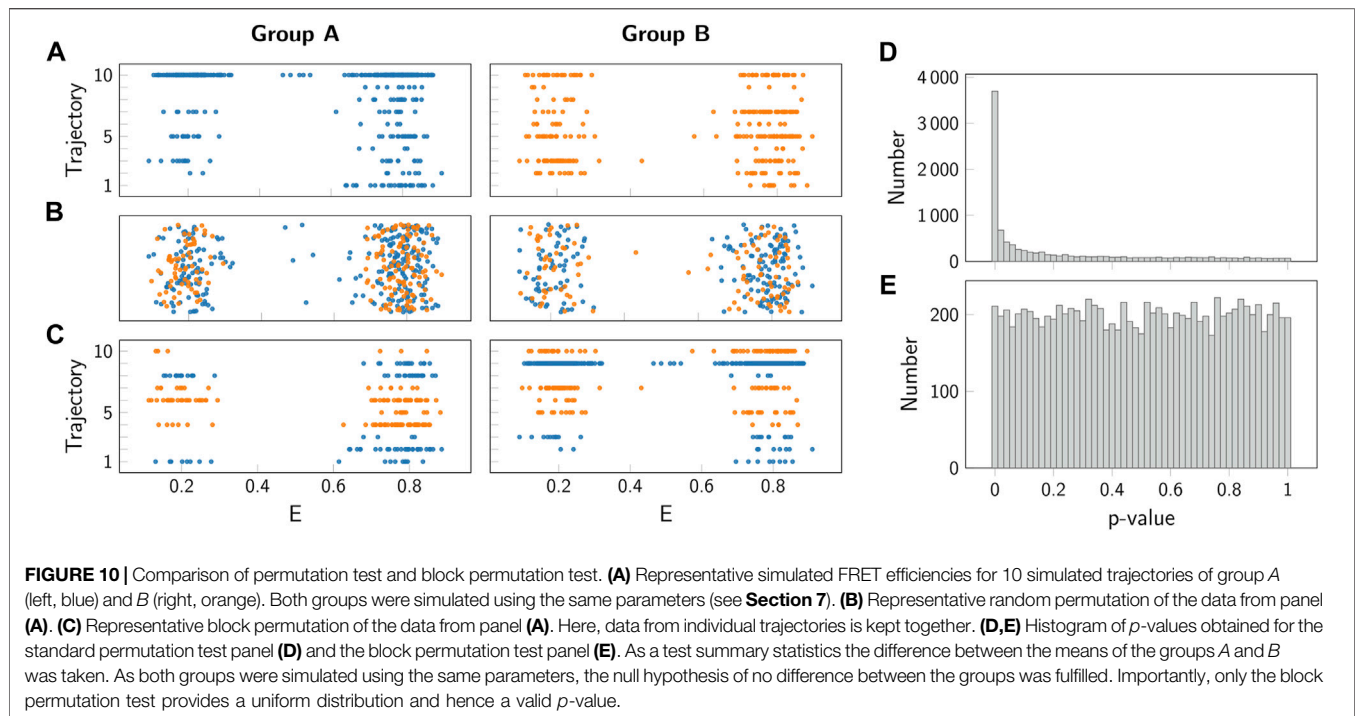 Group A
Group B
A
Trajectory
10
5
1
B
C
Trajectory
10
5
1
0.2 0.4 0.6 0.8
E
0.2 0.4 0.6 0.8
E
D
Number
4 000
3 000
2 000
1 000
0
E
Number
200
100
0
0 0.2 0.4 0.6 0.8 1
p-value
FIGURE 10 | Comparison of permutation test and block permutation test. (A) Representative simulated FRET efficiencies for 10 simulated trajectories of group A
(left, blue) and B (right, orange). Both groups were simulated using the same parameters (see Section 7). (B) Representative random permutation of the data from panel
(A). (C) Representative block permutation of the data from panel (A). Here, data from individual trajectories is kept together. (D,E) Histogram of p-values obtained for the
standard permutation test panel (D) and the block permutation test panel (E). As a test summary statistics the difference between the means of the groups A and B
was taken. As both groups were simulated using the same parameters, the null hypothesis of no difference between the groups was fulfilled. Importantly, only the block
permutation test provides a uniform distribution and hence a valid p-value.